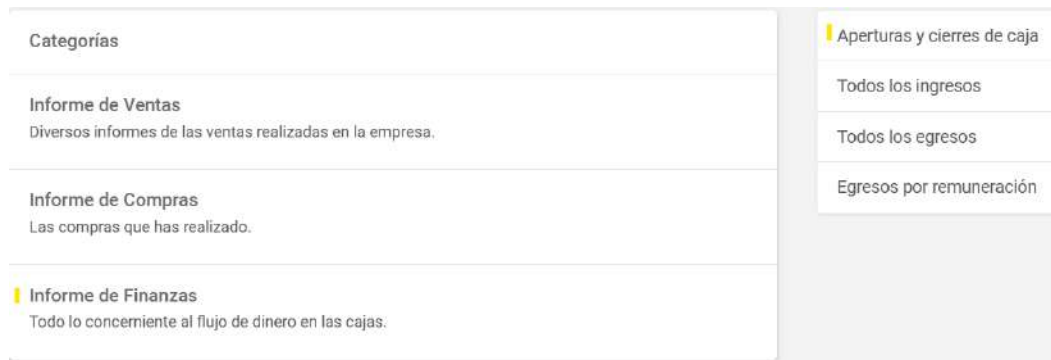 Categorías
Informe de Ventas
Diversos informes de las ventas realizadas en la empresa.
Informe de Compras
Las compras que has realizado.
Informe de Finanzas
Todo lo concerniente al flujo de dinero en las cajas.
Aperturas y cierres de caja
Todos los ingresos
Todos los egresos
Egresos por remuneración